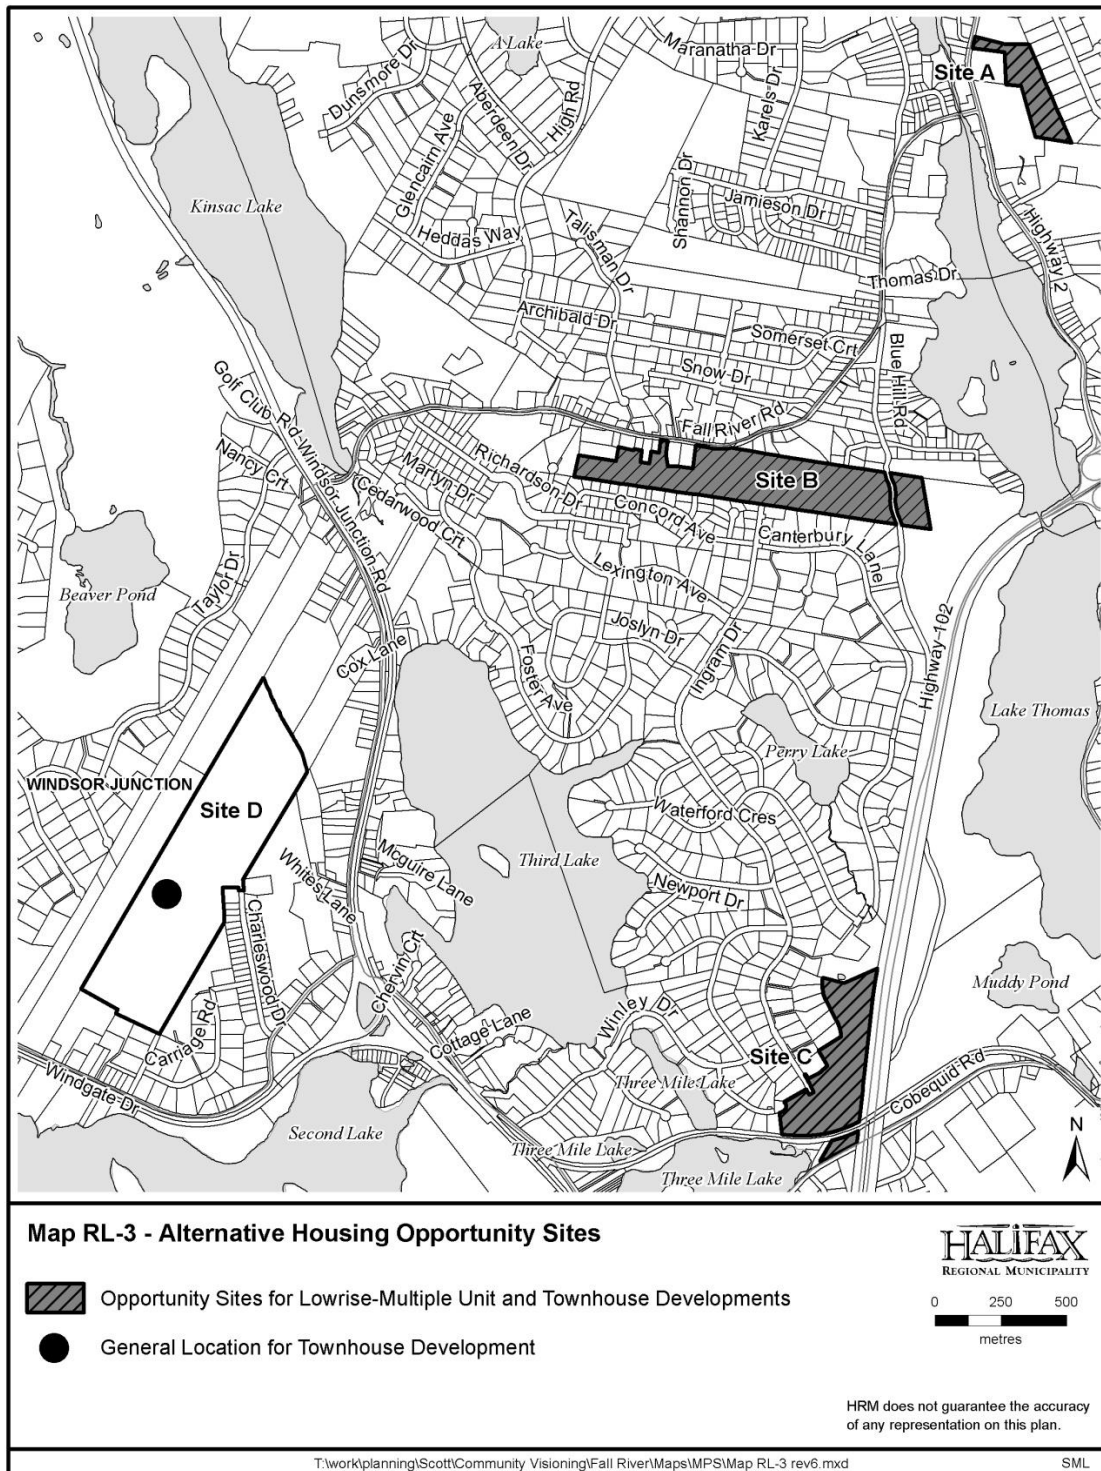 A Lake
Maranatha Dr
Site A
Dunsmore Dr
Aberdeen Dr
High Rd
Karels Dr
Glencairn Ave
Kinsac Lake
Shannon Dr
Jamieson Dr
Heddas Way
Talisman Dr
Highway 2
Thomas Dr
Archibald Dr
Somerset Crt
Blue Hill Rd
Snow Dr
Golf Club Rd
Fall River Rd
Nancy Crt
Windsor Junction Rd
Martyn Dr
Richardson Dr
Site B
Cedarwood Crt
Concord Ave
Canterbury Lane
Lexington Ave
Beaver Pond
Taylor Dr
Joslyn Dr
Ingram Dr
Cox Lane
Foster Ave
Highway 102
Lake Thomas
Perry Lake
WINDSOR JUNCTION
Site D
Waterford Cres
Third Lake
Mcguire Lane
Whites Lane
Newport Dr
Charleswood Dr
Chervin Crt
Muddy Pond
Winley Dr
Carriage Rd
Cottage Lane
Site C
Windgate Dr
Three Mile Lake
Cobequid Rd
Second Lake
Three Mile Lake
Three Mile Lake
N
Map RL-3 - Alternative Housing Opportunity Sites
HALIFAX
REGIONAL MUNICIPALITY
Opportunity Sites for Lowrise-Multiple Unit and Townhouse Developments
0 250 500
metres
General Location for Townhouse Development
HRM does not guarantee the accuracy
of any representation on this plan.
T:\work\planning\Scott\Community Visioning\Fall River\Maps\MPS\Map RL-3 rev6.mxd SML